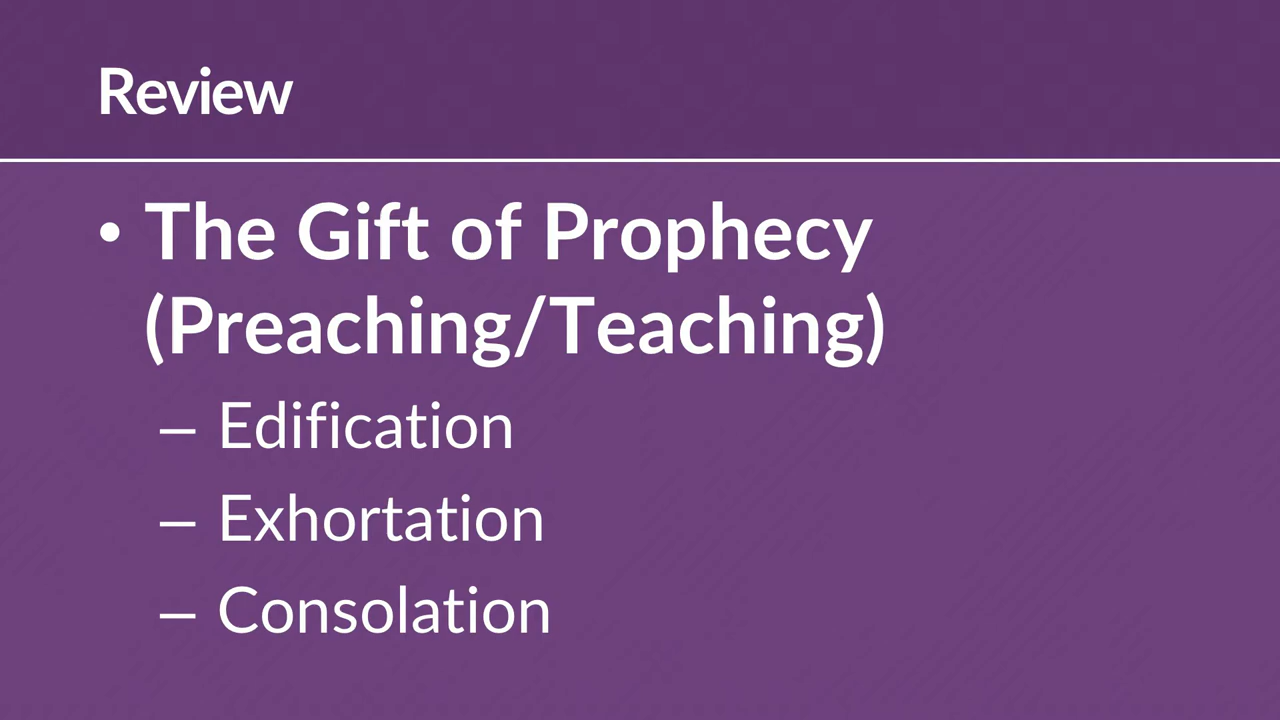 Review
• The Gift of Prophecy
(Preaching/Teaching)
– Edification
– Exhortation
– Consolation